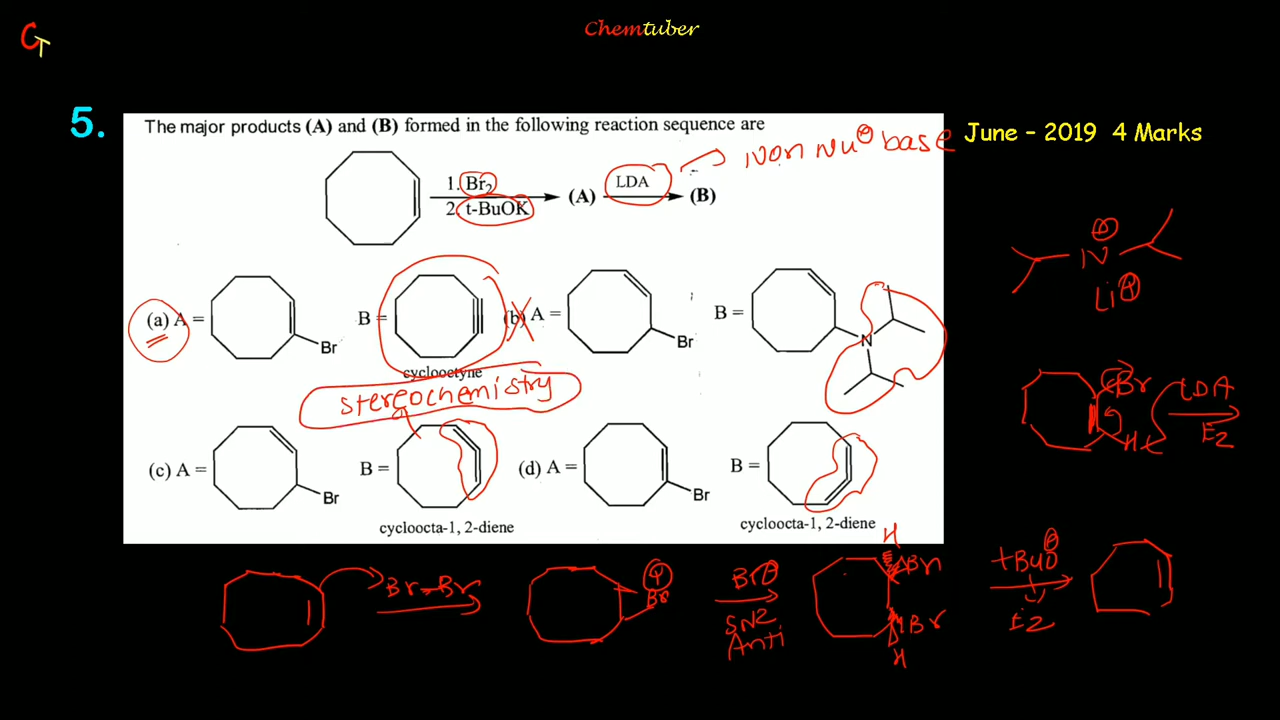 Chemtuber
GT
5.
The major products (A) and (B) formed in the following reaction sequence are
June - 2019 4 Marks
Non Nu⊖ base
1. Br2
2. t-BuOK
(A)
LDA
(B)
N⊖
Li⊕
(a) A =
Br
B =
cyclooctyne
(b) A =
Br
B =
N
stereochemistry
Br
H
LDA
E2
(c) A =
Br
B =
cycloocta-1, 2-diene
(d) A =
Br
B =
cycloocta-1, 2-diene
Br-Br
⊕
Br
Br⊖
SN2
Anti
H
Br
Br
H
tBuO⊖
E2